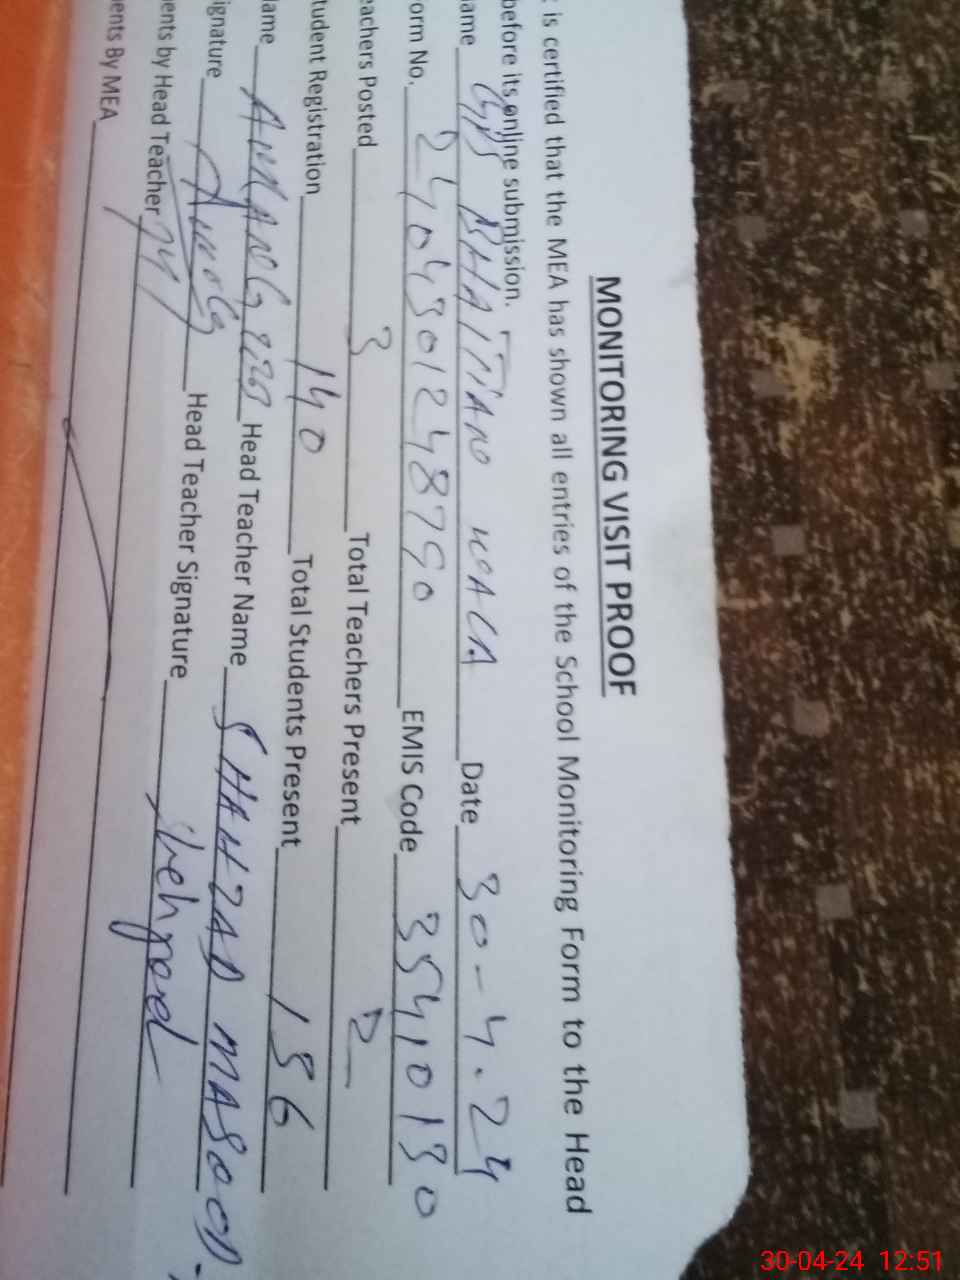 MONITORING VISIT PROOF
is certified that the MEA has shown all entries of the School Monitoring Form to the Head
before its online submission.
ame GPS BHATTIANO WALA Date 30-4-24
orm No. 24043012487 90 EMIS Code 35410130
eachers Posted 3 Total Teachers Present 2
tudent Registration 140 Total Students Present 136
ame Head Teacher Name SHAHZAD MASOOD
ignature Head Teacher Signature
ents by Head Teacher
ents By MEA
30-04-24 12:51